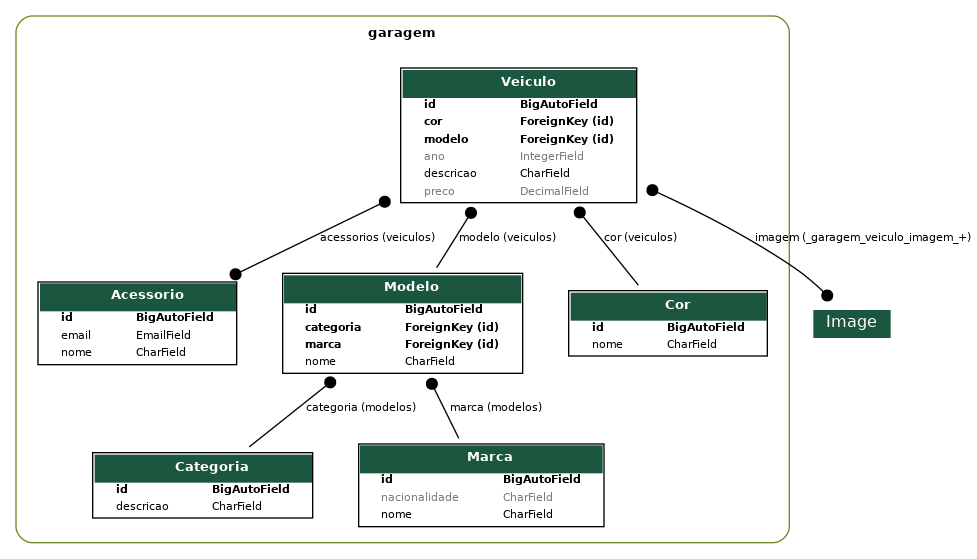 garagem
Veiculo
id BigAutoField
cor ForeignKey (id)
modelo ForeignKey (id)
ano IntegerField
descricao CharField
preco DecimalField
acessorios (veiculos)
modelo (veiculos)
cor (veiculos)
imagem (_garagem_veiculo_imagem_+)
Acessorio
id BigAutoField
email EmailField
nome CharField
Modelo
id BigAutoField
categoria ForeignKey (id)
marca ForeignKey (id)
nome CharField
Cor
id BigAutoField
nome CharField
Image
categoria (modelos)
marca (modelos)
Categoria
id BigAutoField
descricao CharField
Marca
id BigAutoField
nacionalidade CharField
nome CharField